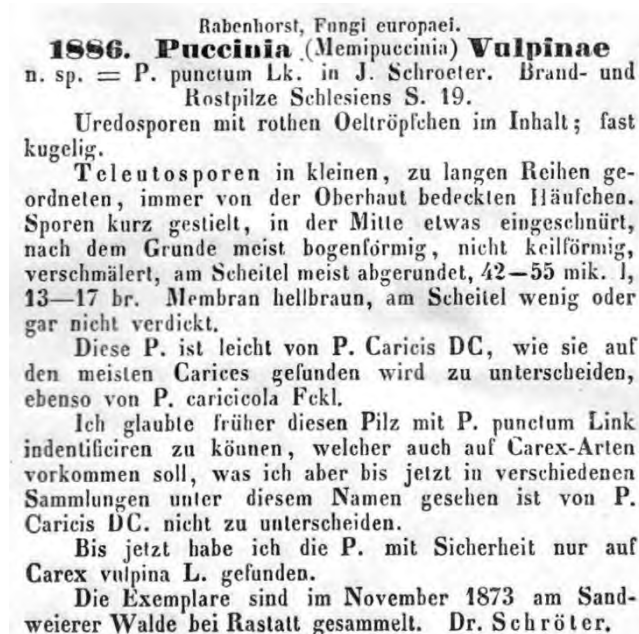 Rabenhorst, Fungi europaei.
1886. Puccinia (Memipuccinia) Vulpinae
n. sp. = P. punctum Lk. in J. Schroeter. Brand- und
Rostpilze Schlesiens S. 19.
Uredosporen mit rothen Oeltröpfchen im Inhalt; fast
kugelig.
Teleutosporen in kleinen, zu langen Reihen ge-
ordneten, immer von der Oberhaut bedeckten Häufchen.
Sporen kurz gestielt, in der Mitte etwas eingeschnürt,
nach dem Grunde meist bogenförmig, nicht keilförmig,
verschmälert, am Scheitel meist abgerundet, 42—55 mik. l,
13—17 br. Membran hellbraun, am Scheitel wenig oder
gar nicht verdickt.
Diese P. ist leicht von P. Caricis DC, wie sie auf
den meisten Carices gefunden wird zu unterscheiden,
ebenso von P. caricicola Fckl.
Ich glaubte früher diesen Pilz mit P. punctum Link
indentificiren zu können, welcher auch auf Carex-Arten
vorkommen soll, was ich aber bis jetzt in verschiedenen
Sammlungen unter diesem Namen gesehen ist von P.
Caricis DC. nicht zu unterscheiden.
Bis jetzt habe ich die P. mit Sicherheit nur auf
Carex vulpina L. gefunden.
Die Exemplare sind im November 1873 am Sand-
weierer Walde bei Rastatt gesammelt. Dr. Schröter.